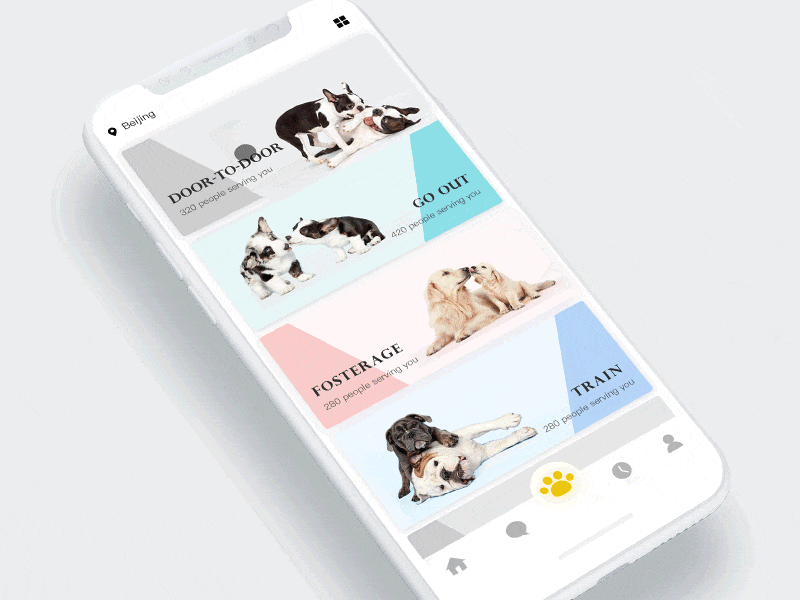 Beijing
DOOR-TO-DOOR
320 people serving you
GO OUT
420 people serving you
FOSTERAGE
280 people serving you
TRAIN
280 people serving you